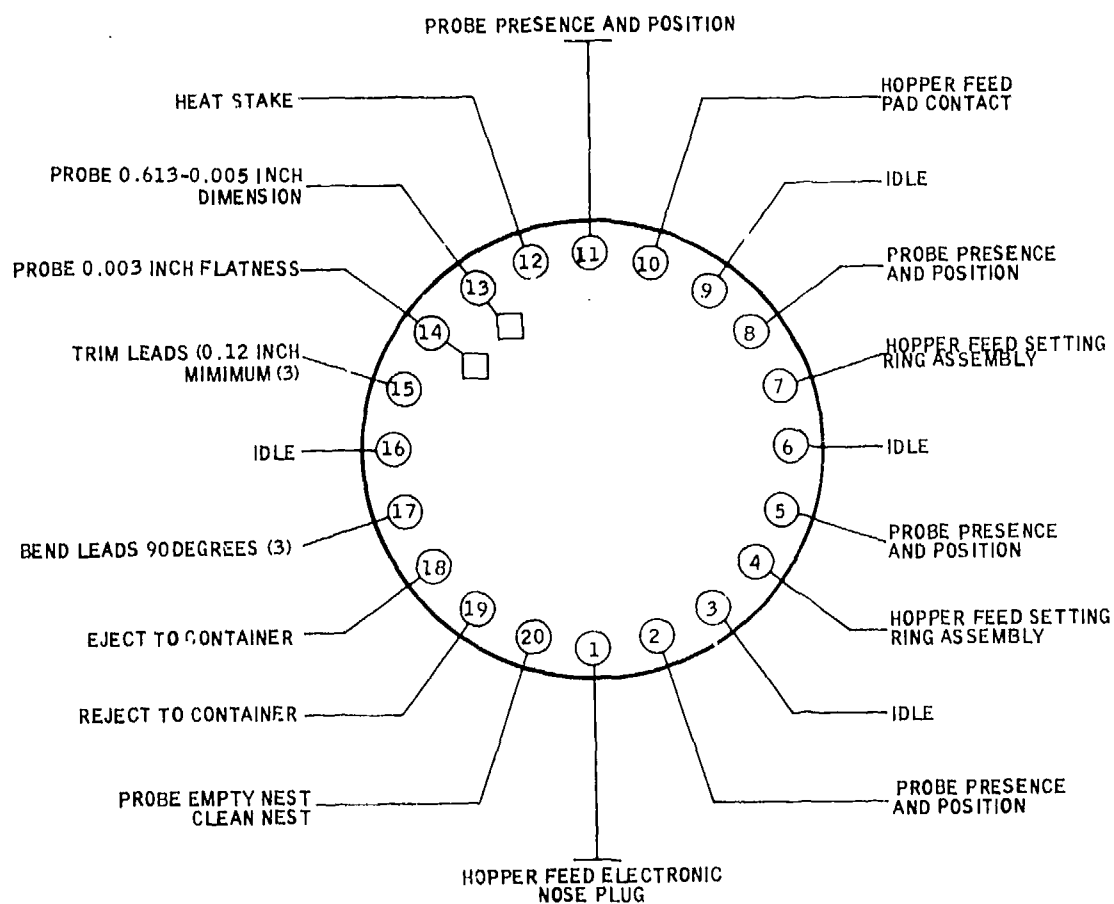 PROBE PRESENCE AND POSITION
HEAT STAKE
HOPPER FEED
PAD CONTACT
PROBE 0.613-0.005 INCH
DIMENSION
IDLE
PROBE 0.003 INCH FLATNESS
PROBE PRESENCE
AND POSITION
TRIM LEADS (0.12 INCH
MIMIMUM (3)
HOPPER FEED SETTING
RING ASSEMBLY
IDLE
IDLE
BEND LEADS 90 DEGREES (3)
PROBE PRESENCE
AND POSITION
EJECT TO CONTAINER
HOPPER FEED SETTING
RING ASSEMBLY
REJECT TO CONTAINER
IDLE
PROBE EMPTY NEST
CLEAN NEST
PROBE PRESENCE
AND POSITION
HOPPER FEED ELECTRONIC
NOSE PLUG
11
12
10
13
9
14
8
15
7
16
6
17
5
18
4
19
3
20
1
2